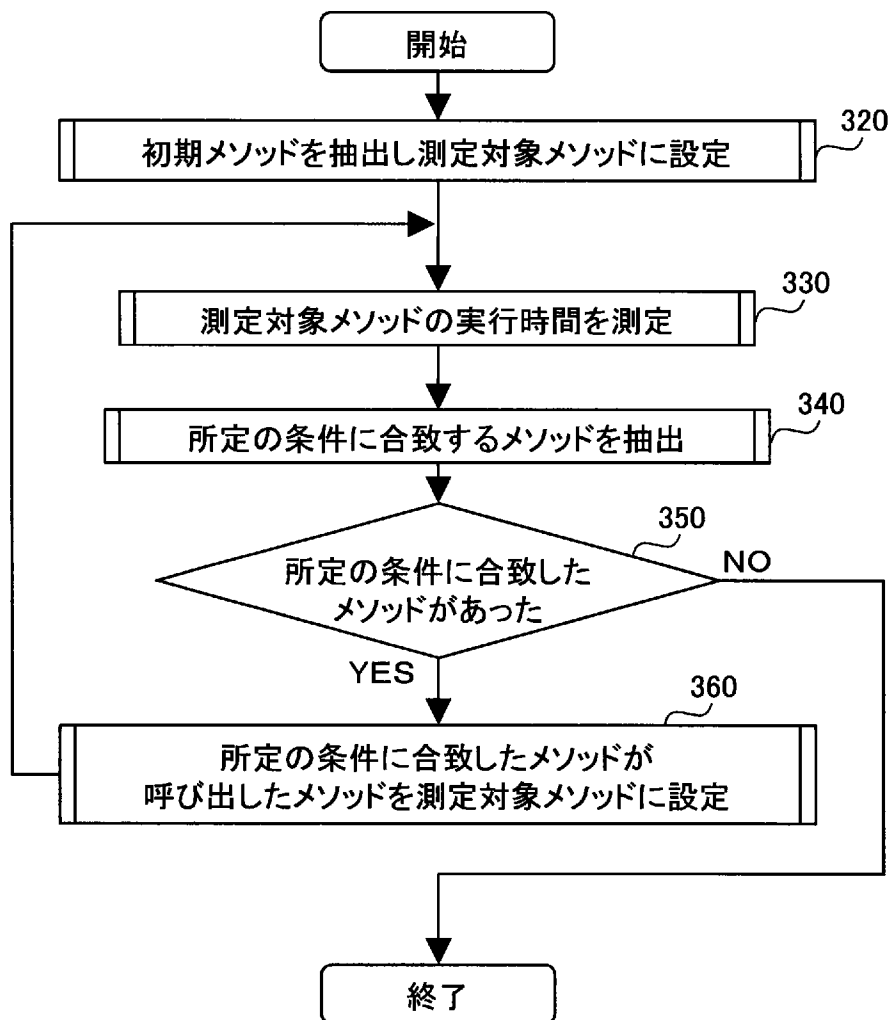 開始
初期メソッドを抽出し測定対象メソッドに設定
320
測定対象メソッドの実行時間を測定
330
所定の条件に合致するメソッドを抽出
340
所定の条件に合致した
メソッドがあった
350
NO
YES
360
所定の条件に合致したメソッドが
呼び出したメソッドを測定対象メソッドに設定
終了